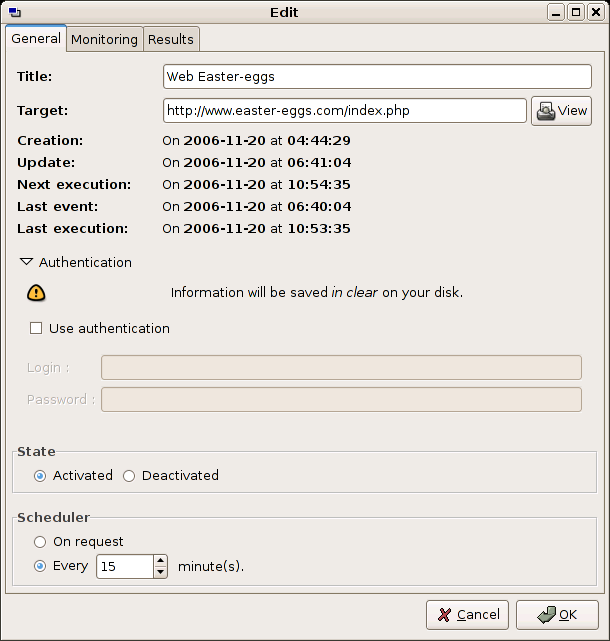 Edit
General Monitoring Results
Title: Web Easter-eggs
Target: http://www.easter-eggs.com/index.php View
Creation: On 2006-11-20 at 04:44:29
Update: On 2006-11-20 at 06:41:04
Next execution: On 2006-11-20 at 10:54:35
Last event: On 2006-11-20 at 06:40:04
Last execution: On 2006-11-20 at 10:53:35
Authentication
Information will be saved in clear on your disk.
Use authentication
Login :
Password :
State
Activated Deactivated
Scheduler
On request
Every 15 minute(s).
Cancel OK